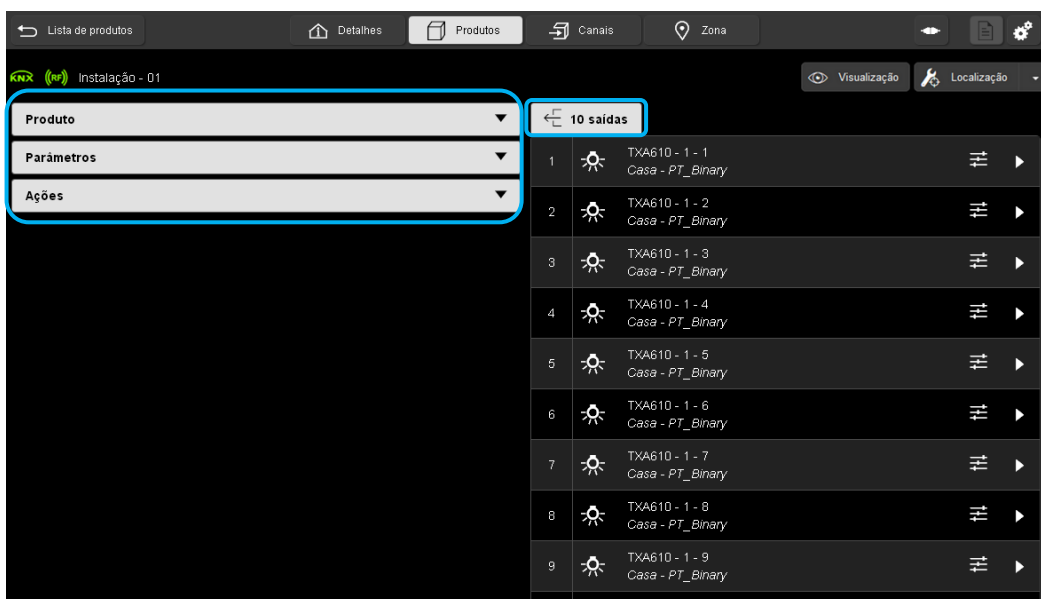 Lista de produtos
Detalhes
Produtos
Canais
Zona
KNX ((RF)) Instalação - 01
Visualização
Localização
Produto
Parâmetros
Ações
10 saídas
1
TXA610 - 1 - 1
Casa - PT_Binary
2
TXA610 - 1 - 2
Casa - PT_Binary
3
TXA610 - 1 - 3
Casa - PT_Binary
4
TXA610 - 1 - 4
Casa - PT_Binary
5
TXA610 - 1 - 5
Casa - PT_Binary
6
TXA610 - 1 - 6
Casa - PT_Binary
7
TXA610 - 1 - 7
Casa - PT_Binary
8
TXA610 - 1 - 8
Casa - PT_Binary
9
TXA610 - 1 - 9
Casa - PT_Binary